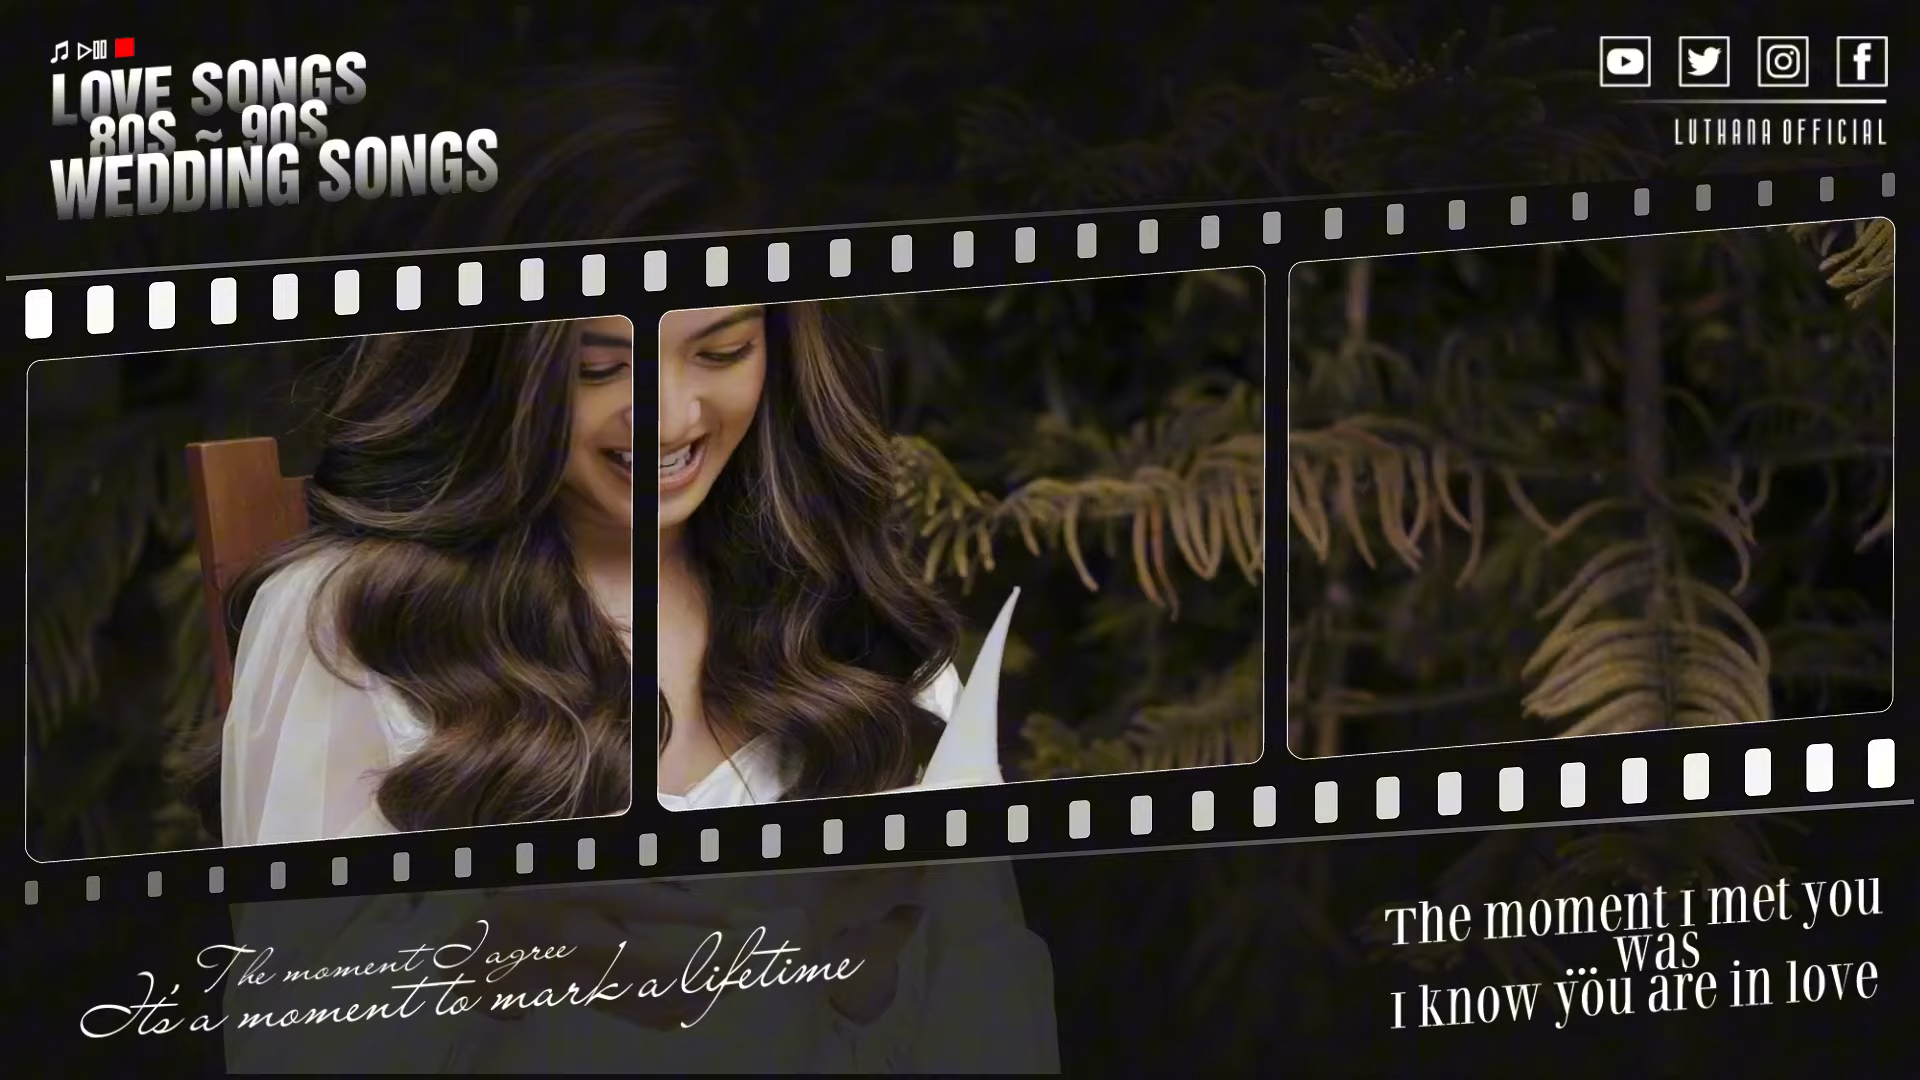 LOVE SONGS
80S ~ 90S
WEDDING SONGS
LUTHANA OFFICIAL
The moment I agree
It's a moment to mark a lifetime
The moment I met you
was
I know yöu are in love